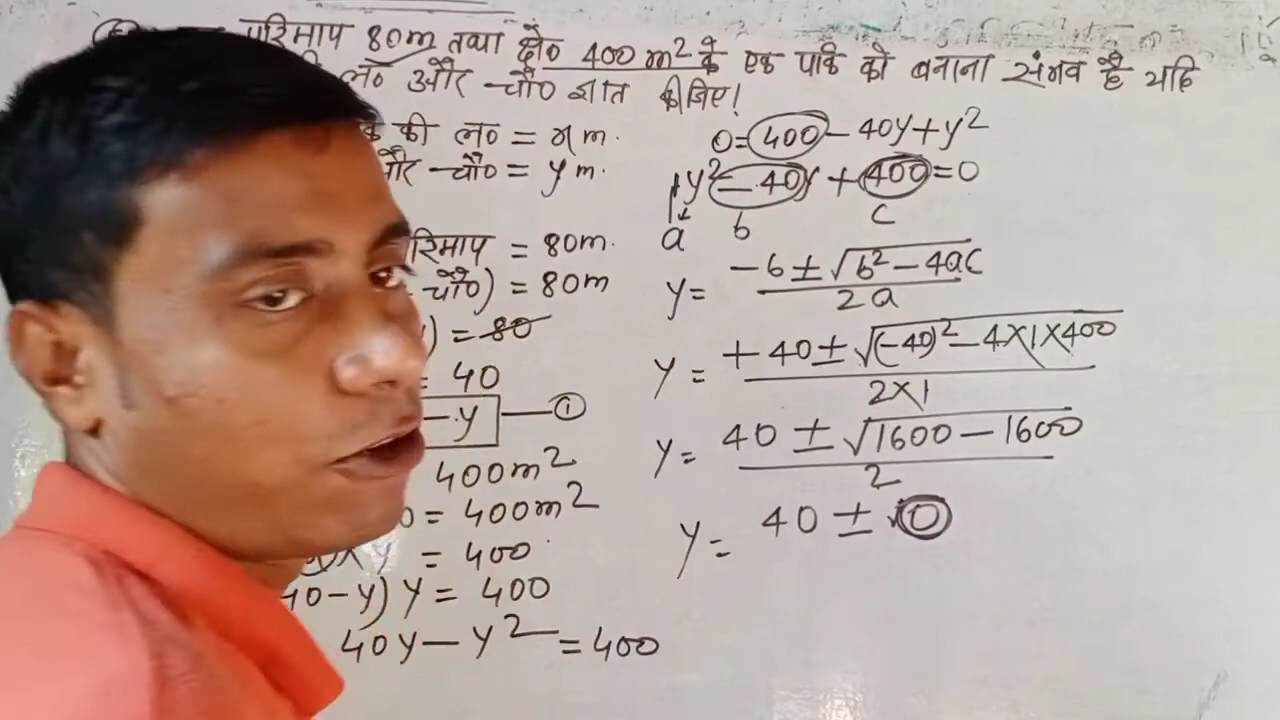 परिमाप 80m तथा क्षे० 400 m² के एक पार्क को बनाना संभव है यदि
लं० और चौ० ज्ञात कीजिए!
की लं० = x m.
और चौ० = y m.
परिमाप = 80m.
चौ०) = 80m
) = 80
= 40
- y —①
400m²
= 400m²
x y = 400
40-y) y = 400
40y - y² = 400
0 = 400 - 40y + y²
1y² - 40y + 400 = 0
a b c
y = -b ± √b² - 4ac / 2a
y = + 40 ± √(-40)² - 4×1×400 / 2×1
y = 40 ± √1600 - 1600 / 2
y = 40 ± √0